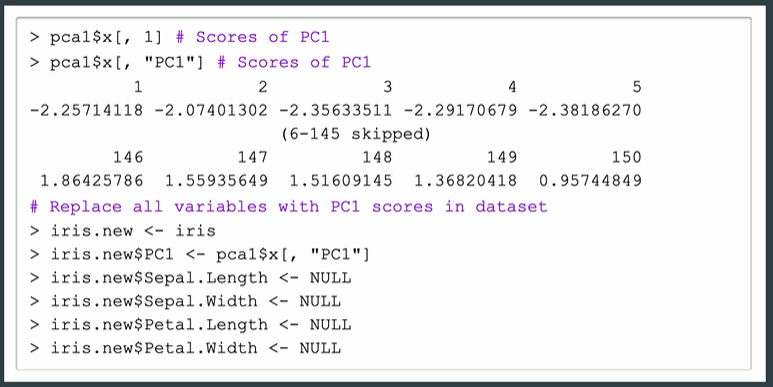 > pca1$x[, 1] # Scores of PC1
> pca1$x[, "PC1"] # Scores of PC1
1 2 3 4 5
-2.25714118 -2.07401302 -2.35633511 -2.29170679 -2.38186270
(6-145 skipped)
146 147 148 149 150
1.86425786 1.55935649 1.51609145 1.36820418 0.95744849
# Replace all variables with PC1 scores in dataset
> iris.new <- iris
> iris.new$PC1 <- pca1$x[, "PC1"]
> iris.new$Sepal.Length <- NULL
> iris.new$Sepal.Width <- NULL
> iris.new$Petal.Length <- NULL
> iris.new$Petal.Width <- NULL